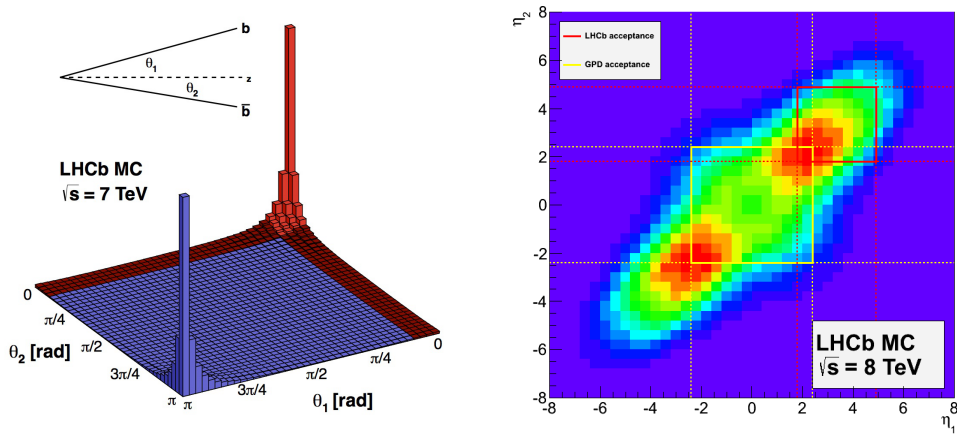 b
θ1
z
θ2
b̄
LHCb MC
√s = 7 TeV
0
π/4
π/2
3π/4
π
θ2 [rad]
π
3π/4
π/2
π/4
0
θ1 [rad]
η2
8
6
4
2
0
-2
-4
-6
-8
-6
-4
-2
0
2
4
6
8
η1
LHCb acceptance
GPD acceptance
LHCb MC
√s = 8 TeV